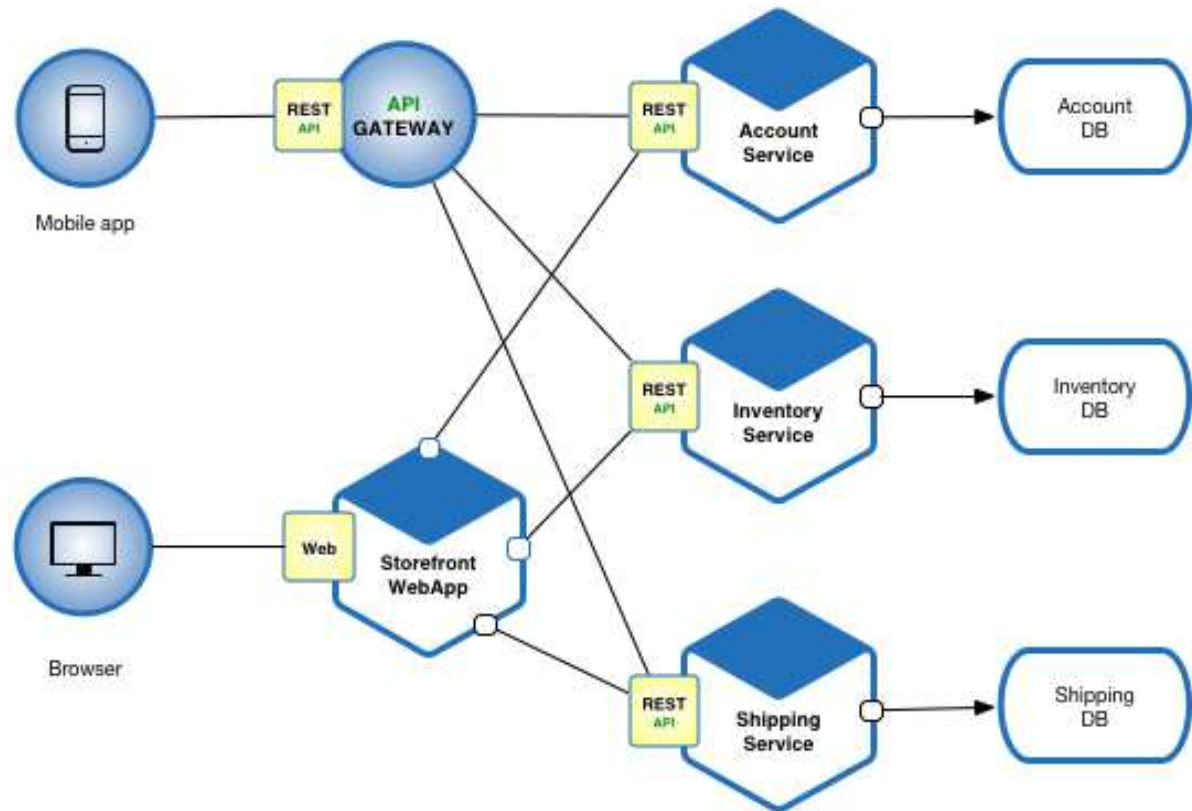 REST
API
API
GATEWAY
Mobile app
REST
API
Account
Service
Account
DB
REST
API
Inventory
Service
Inventory
DB
Web
Storefront
WebApp
Browser
REST
API
Shipping
Service
Shipping
DB